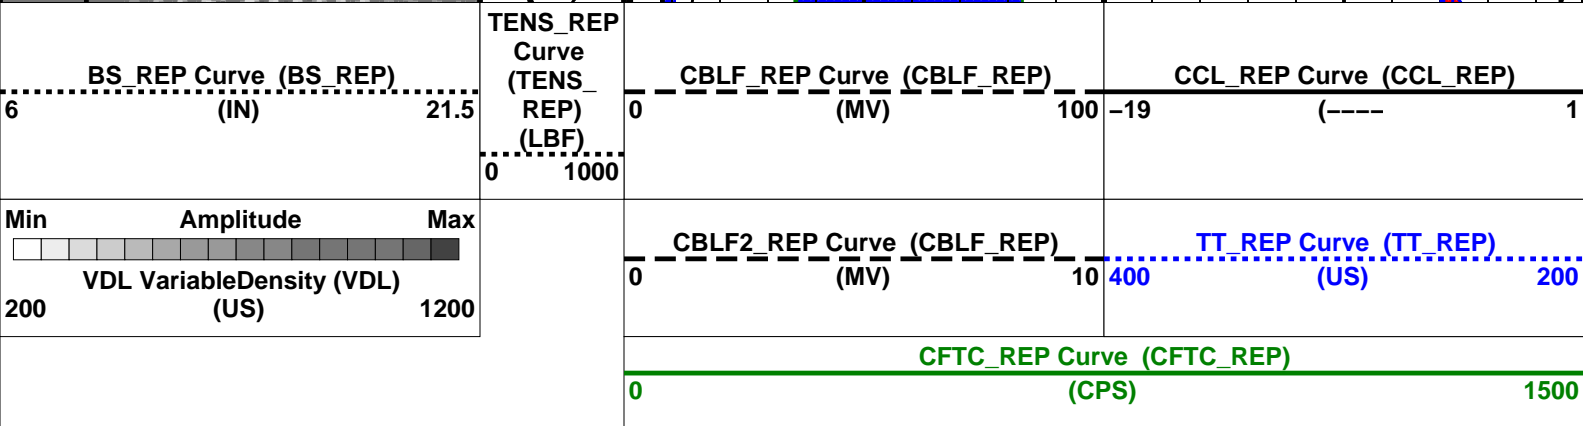 BS_REP Curve (BS_REP)
6 (IN) 21.5
TENS_REP
Curve
(TENS_
REP)
(LBF)
0 1000
CBLF_REP Curve (CBLF_REP)
0 (MV) 100
CCL_REP Curve (CCL_REP)
−19 (−−−− 1
Min Amplitude Max
VDL VariableDensity (VDL)
200 (US) 1200
CBLF2_REP Curve (CBLF_REP)
0 (MV) 10
TT_REP Curve (TT_REP)
400 (US) 200
CFTC_REP Curve (CFTC_REP)
0 (CPS) 1500